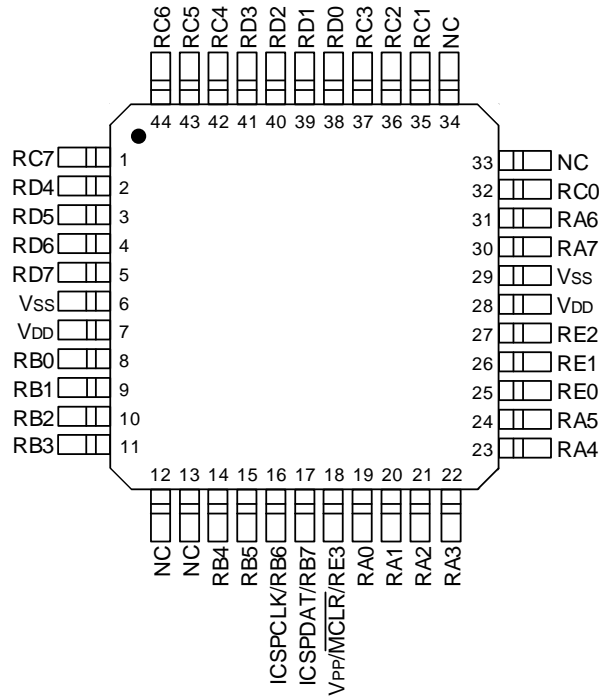 RC6 RC5 RC4 RD3 RD2 RD1 RD0 RC3 RC2 RC1 NC
44 43 42 41 40 39 38 37 36 35 34
RC7 1
RD4 2
RD5 3
RD6 4
RD7 5
VSS 6
VDD 7
RB0 8
RB1 9
RB2 10
RB3 11
33 NC
32 RC0
31 RA6
30 RA7
29 VSS
28 VDD
27 RE2
26 RE1
25 RE0
24 RA5
23 RA4
12 13 14 15 16 17 18 19 20 21 22
NC
NC
RB4
RB5
ICSPCLK/RB6
ICSPDAT/RB7
VPP/MCLR/RE3
RA0
RA1
RA2
RA3